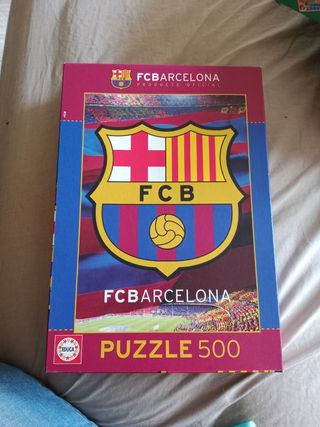 FCBARCELONA
PRODUCTE OFICIAL
FCB
FCBARCELONA
EDUCA
PUZZLE 500